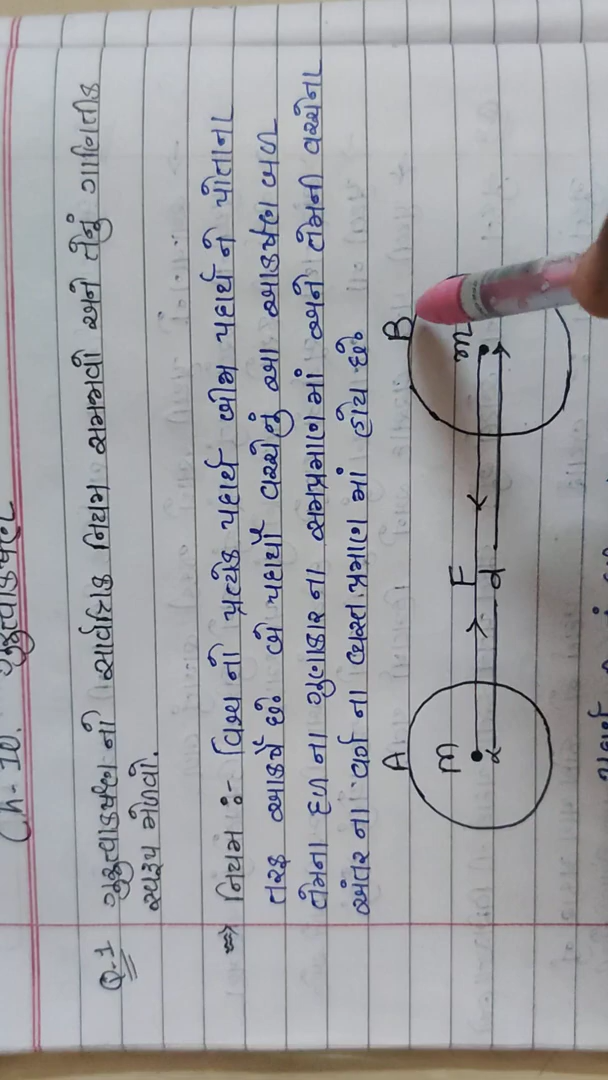 Ch. 10. ગુરુત્વાકર્ષણ
Q-1 ગુરુત્વાકર્ષણ નો સાર્વત્રિક નિયમ સમજાવો અને તેનું ગાણિતીક
સ્વરૂપ મેળવો.
⇒ નિયમ :- વિશ્વ નો પ્રત્યેક પદાર્થ બીજા પદાર્થ ને પોતાના
તરફ આકર્ષે છે. બે પદાર્થો વચ્ચેનું આ આકર્ષણ બળ
તેમના દળ ના ગુણાકાર ના સમપ્રમાણ માં અને તેમની વચ્ચેના
અંતર ના વર્ગ ના વ્યસ્ત પ્રમાણ માં હોય છે.
A B
M F m
d